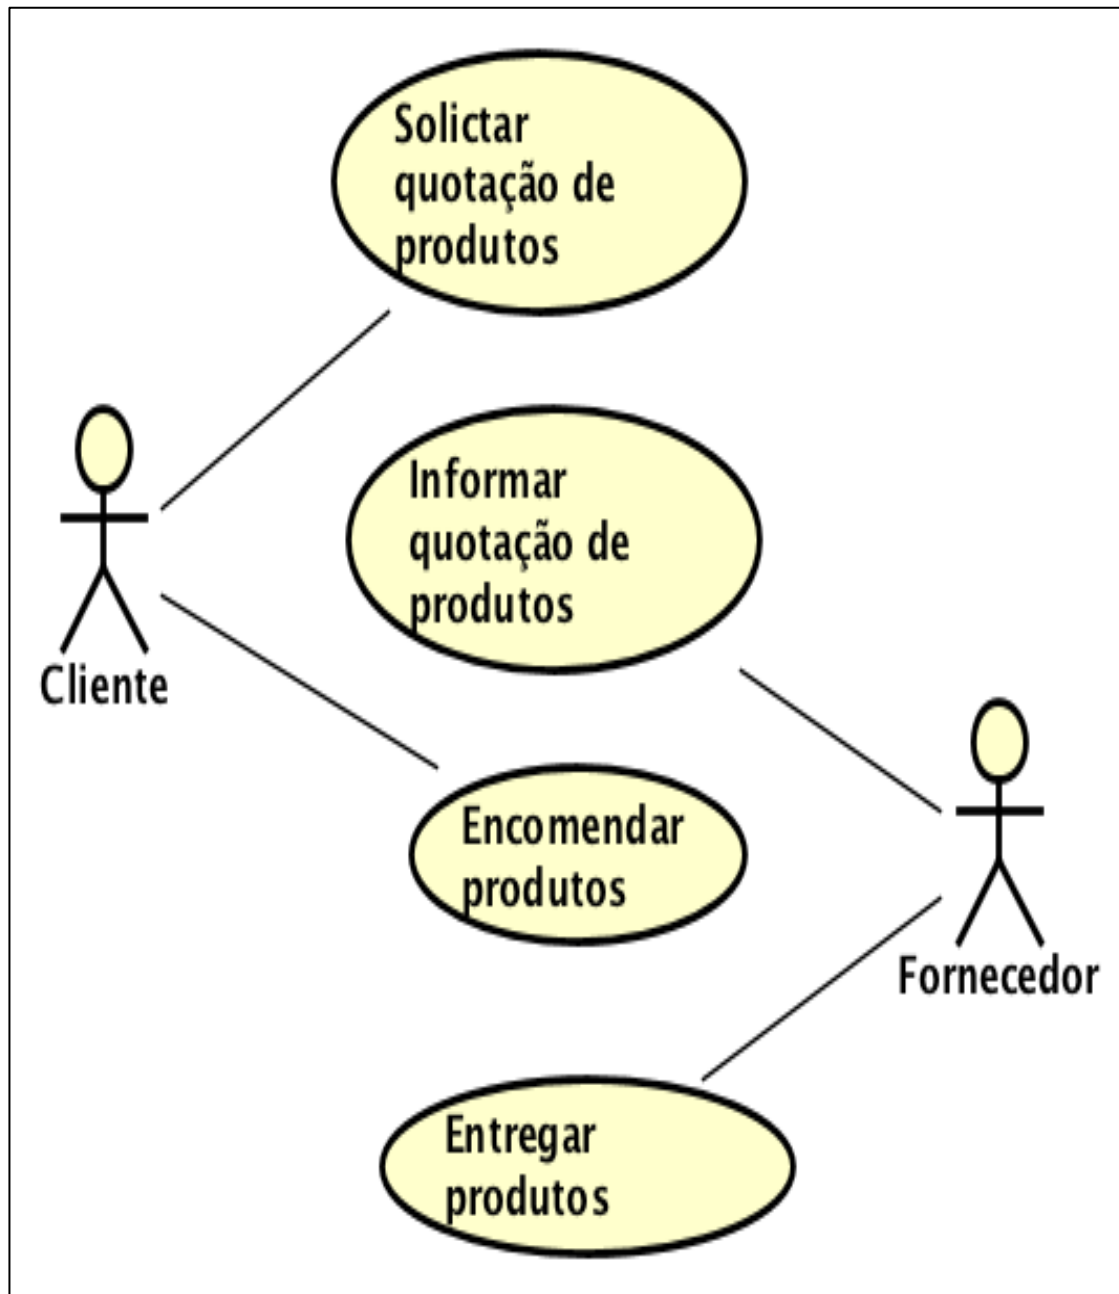 Solictar
quotação de
produtos
Informar
quotação de
produtos
Cliente
Encomendar
produtos
Fornecedor
Entregar
produtos